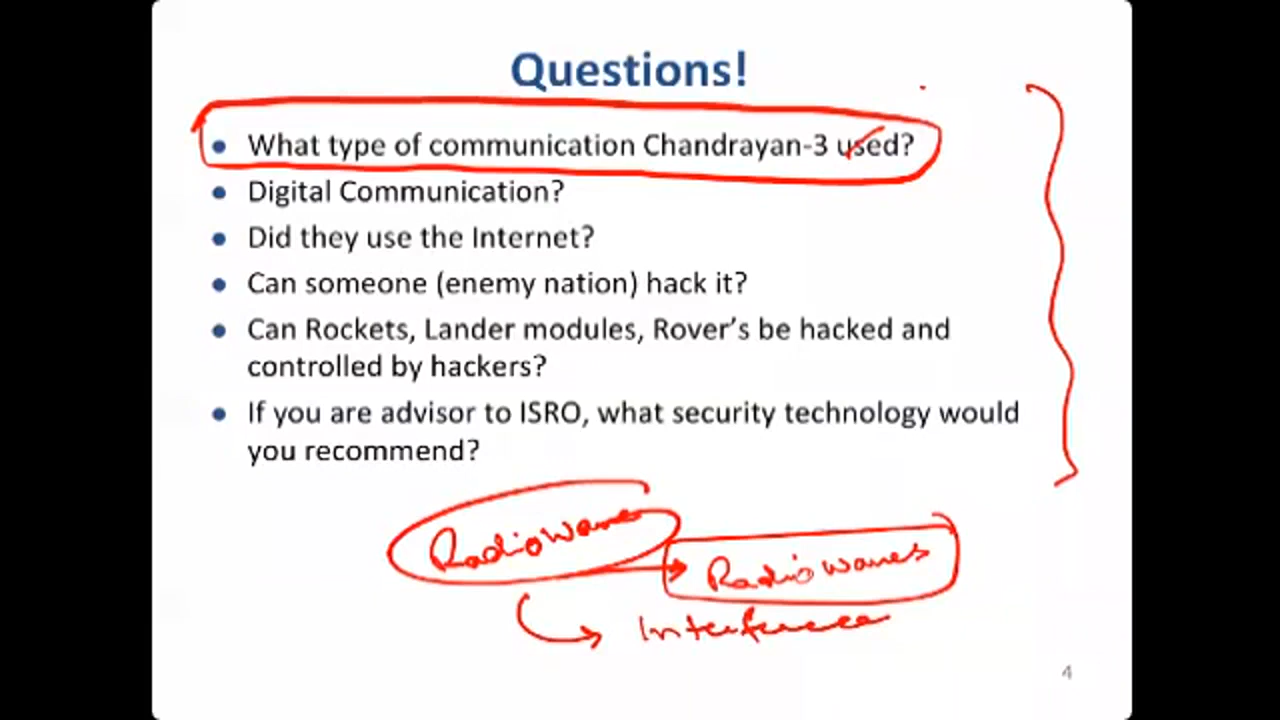 Questions!
• What type of communication Chandrayan-3 used?
• Digital Communication?
• Did they use the Internet?
• Can someone (enemy nation) hack it?
• Can Rockets, Lander modules, Rover’s be hacked and
controlled by hackers?
• If you are advisor to ISRO, what security technology would
you recommend?
Radiowaves
Radiowaves
Interference
4